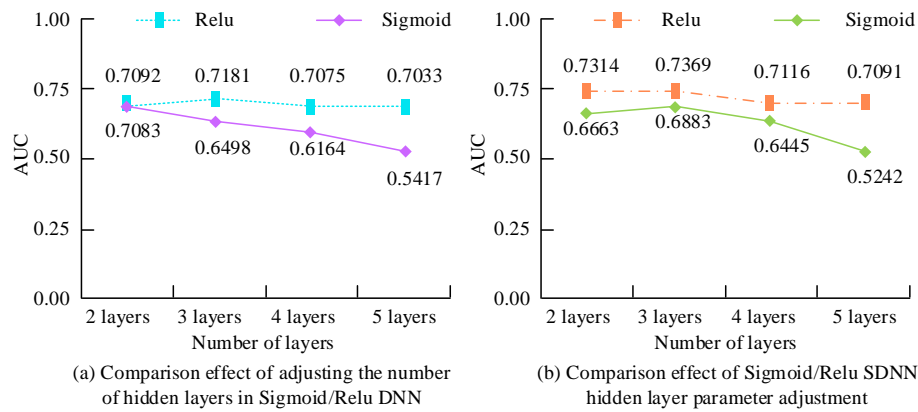 1.00
Relu
Sigmoid
0.7092
0.7181
0.7075
0.7033
0.75
0.7083
0.6498
0.6164
0.5417
0.50
0.25
0.00
AUC
2 layers
3 layers
4 layers
5 layers
Number of layers
(a) Comparison effect of adjusting the number
of hidden layers in Sigmoid/Relu DNN
1.00
Relu
Sigmoid
0.7314
0.7369
0.7116
0.7091
0.75
0.6663
0.6883
0.6445
0.5242
0.50
0.25
0.00
AUC
2 layers
3 layers
4 layers
5 layers
Number of layers
(b) Comparison effect of Sigmoid/Relu SDNN
hidden layer parameter adjustment